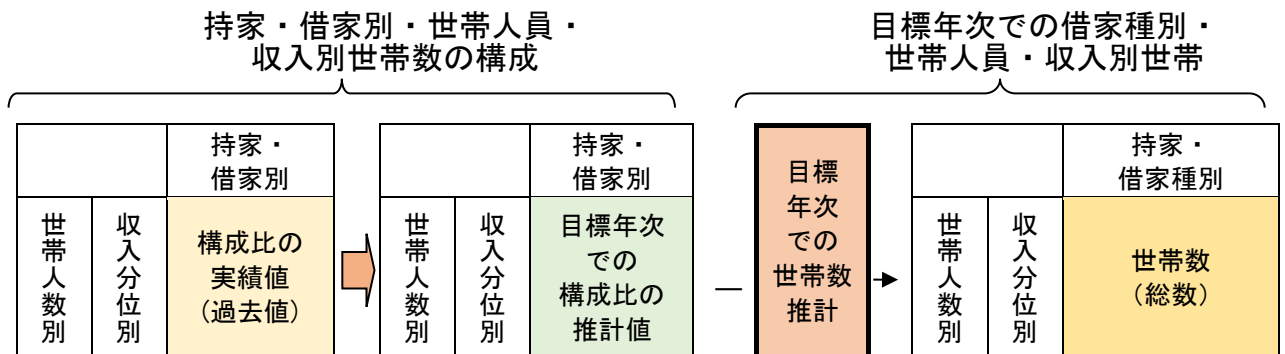 持家・借家別・世帯人員・
収入別世帯数の構成
目標年次での借家種別・
世帯人員・収入別世帯
持家・
借家別
世帯人数別
収入分位別
構成比の
実績値
（過去値）
持家・
借家別
世帯人数別
収入分位別
目標年次
での
構成比の
推計値
目標
年次
での
世帯数
推計
持家・
借家種別
世帯人数別
収入分位別
世帯数
（総数）